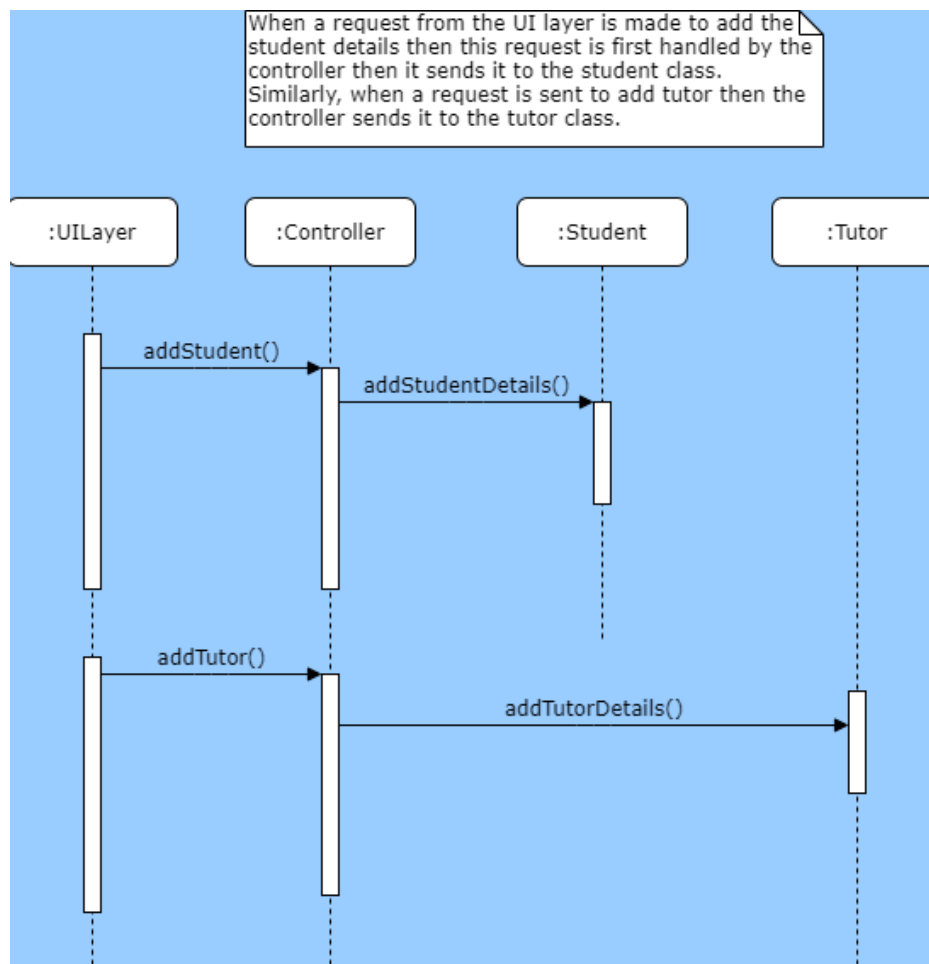 When a request from the UI layer is made to add the
student details then this request is first handled by the
controller then it sends it to the student class.
Similarly, when a request is sent to add tutor then the
controller sends it to the tutor class.
:UILayer
:Controller
:Student
:Tutor
addStudent()
addStudentDetails()
addTutor()
addTutorDetails()